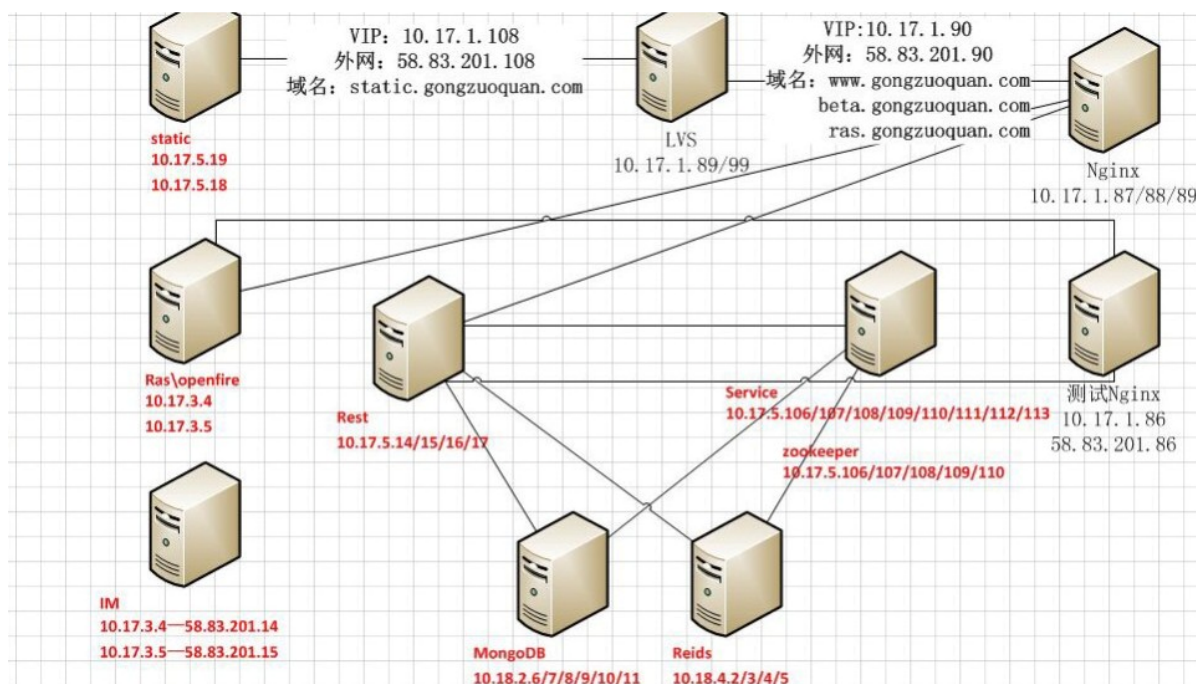 VIP: 10.17.1.108
外网: 58.83.201.108
域名: static.gongzuoquan.com
VIP:10.17.1.90
外网: 58.83.201.90
域名: www.gongzuoquan.com
beta.gongzuoquan.com
ras.gongzuoquan.com
static
10.17.5.19
10.17.5.18
LVS
10.17.1.89/99
Nginx
10.17.1.87/88/89
Ras\openfire
10.17.3.4
10.17.3.5
Rest
10.17.5.14/15/16/17
Service
10.17.5.106/107/108/109/110/111/112/113
zookeeper
10.17.5.106/107/108/109/110
测试Nginx
10.17.1.86
58.83.201.86
IM
10.17.3.4—58.83.201.14
10.17.3.5—58.83.201.15
MongoDB
10.18.2.6/7/8/9/10/11
Reids
10.18.4.2/3/4/5